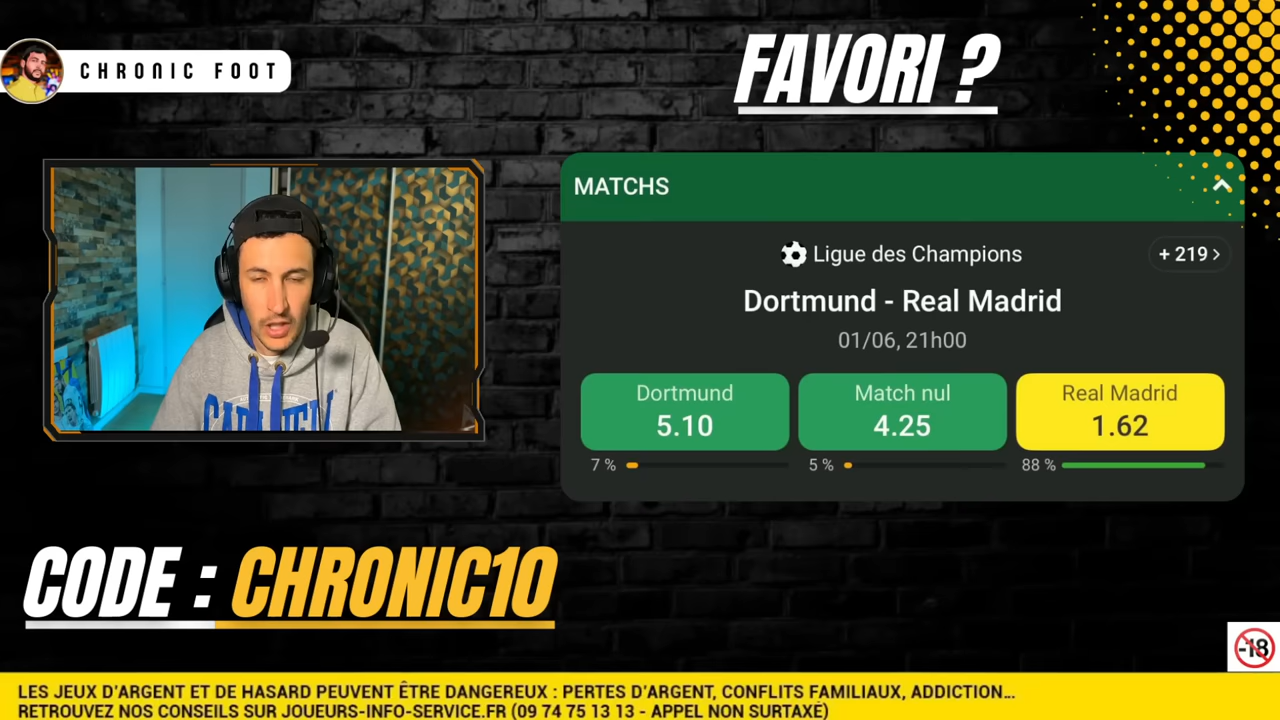 CHRONIC FOOT
FAVORI ?
MATCHS
Ligue des Champions
+ 219 >
Dortmund - Real Madrid
01/06, 21h00
Dortmund
5.10
Match nul
4.25
Real Madrid
1.62
7 %
5 %
88 %
CODE : CHRONIC10
-18
LES JEUX D'ARGENT ET DE HASARD PEUVENT ÊTRE DANGEREUX : PERTES D'ARGENT, CONFLITS FAMILIAUX, ADDICTION...
RETROUVEZ NOS CONSEILS SUR JOUEURS-INFO-SERVICE.FR (09 74 75 13 13 - APPEL NON SURTAXÉ)